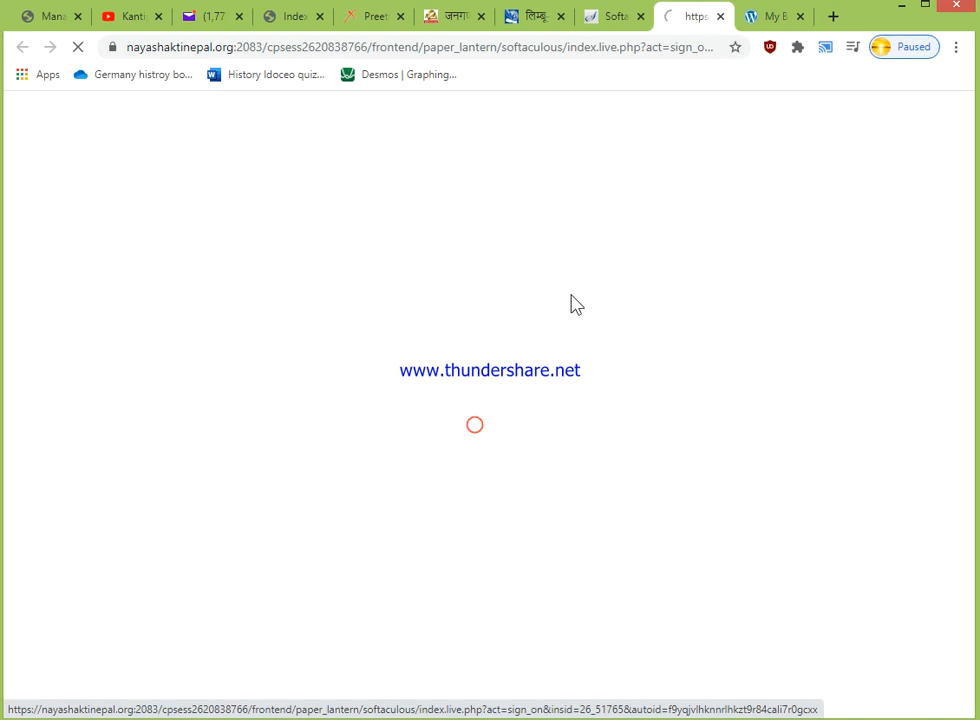 Mana
Kanti
(1,77
Index
Preet
जनगण
लिम्बू
Softa
https
My B
nayashaktinepal.org:2083/cpsess2620838766/frontend/paper_lantern/softaculous/index.live.php?act=sign_o...
Paused
Apps
Germany histroy bo...
History Idoceo quiz...
Desmos | Graphing...
www.thundershare.net
https://nayashaktinepal.org:2083/cpsess2620838766/frontend/paper_lantern/softaculous/index.live.php?act=sign_on&insid=26_51765&autoid=f9yqjvlhknnrlhkzt9r84cali7r0gcxx